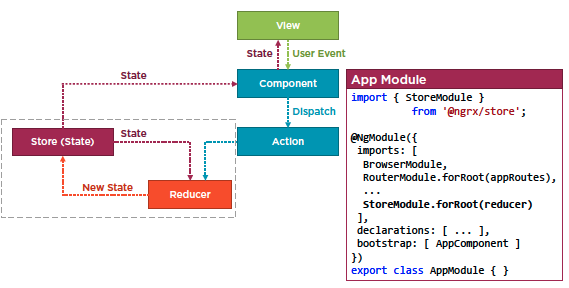 View
State
User Event
State
Component
Dispatch
Store (State)
State
Action
New State
Reducer
App Module
import { StoreModule }
from '@ngrx/store';
@NgModule({
imports: [
BrowserModule,
RouterModule.forRoot(appRoutes),
...
StoreModule.forRoot(reducer)
],
declarations: [ ... ],
bootstrap: [ AppComponent ]
})
export class AppModule { }